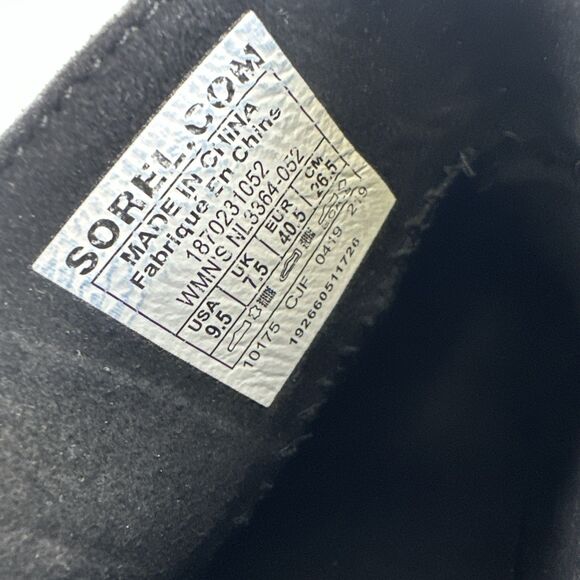 SOREL.COM
MADE IN CHINA
Fabriqué En Chine
1870231052
WMN'S NL3364-052
USA UK EUR CM
9.5 7.5 40.5 26.5
10175 CJF 0419 219
192660511726